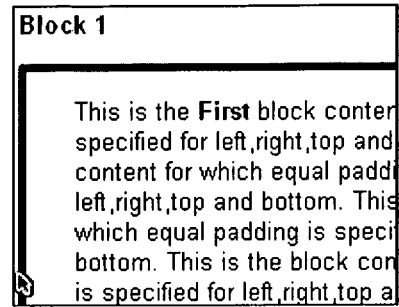 Block 1
This is the First block conter
specified for left,right,top and
content for which equal paddi
left,right,top and bottom. This
which equal padding is speci
bottom. This is the block con
is specified for left,right,top a